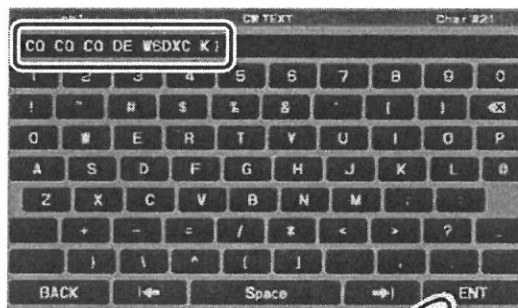 CW TEXT Char #21
CQ CQ CQ DE W6DXC K}
1 2 3 4 5 6 7 8 9 0
! " # $ % & ' ( )
Q W E R T Y U I O P
A S D F G H J K L @
Z X C V B N M ; :
+ - = / * < > ? _
} \ ^ [ ]
BACK Space ENT